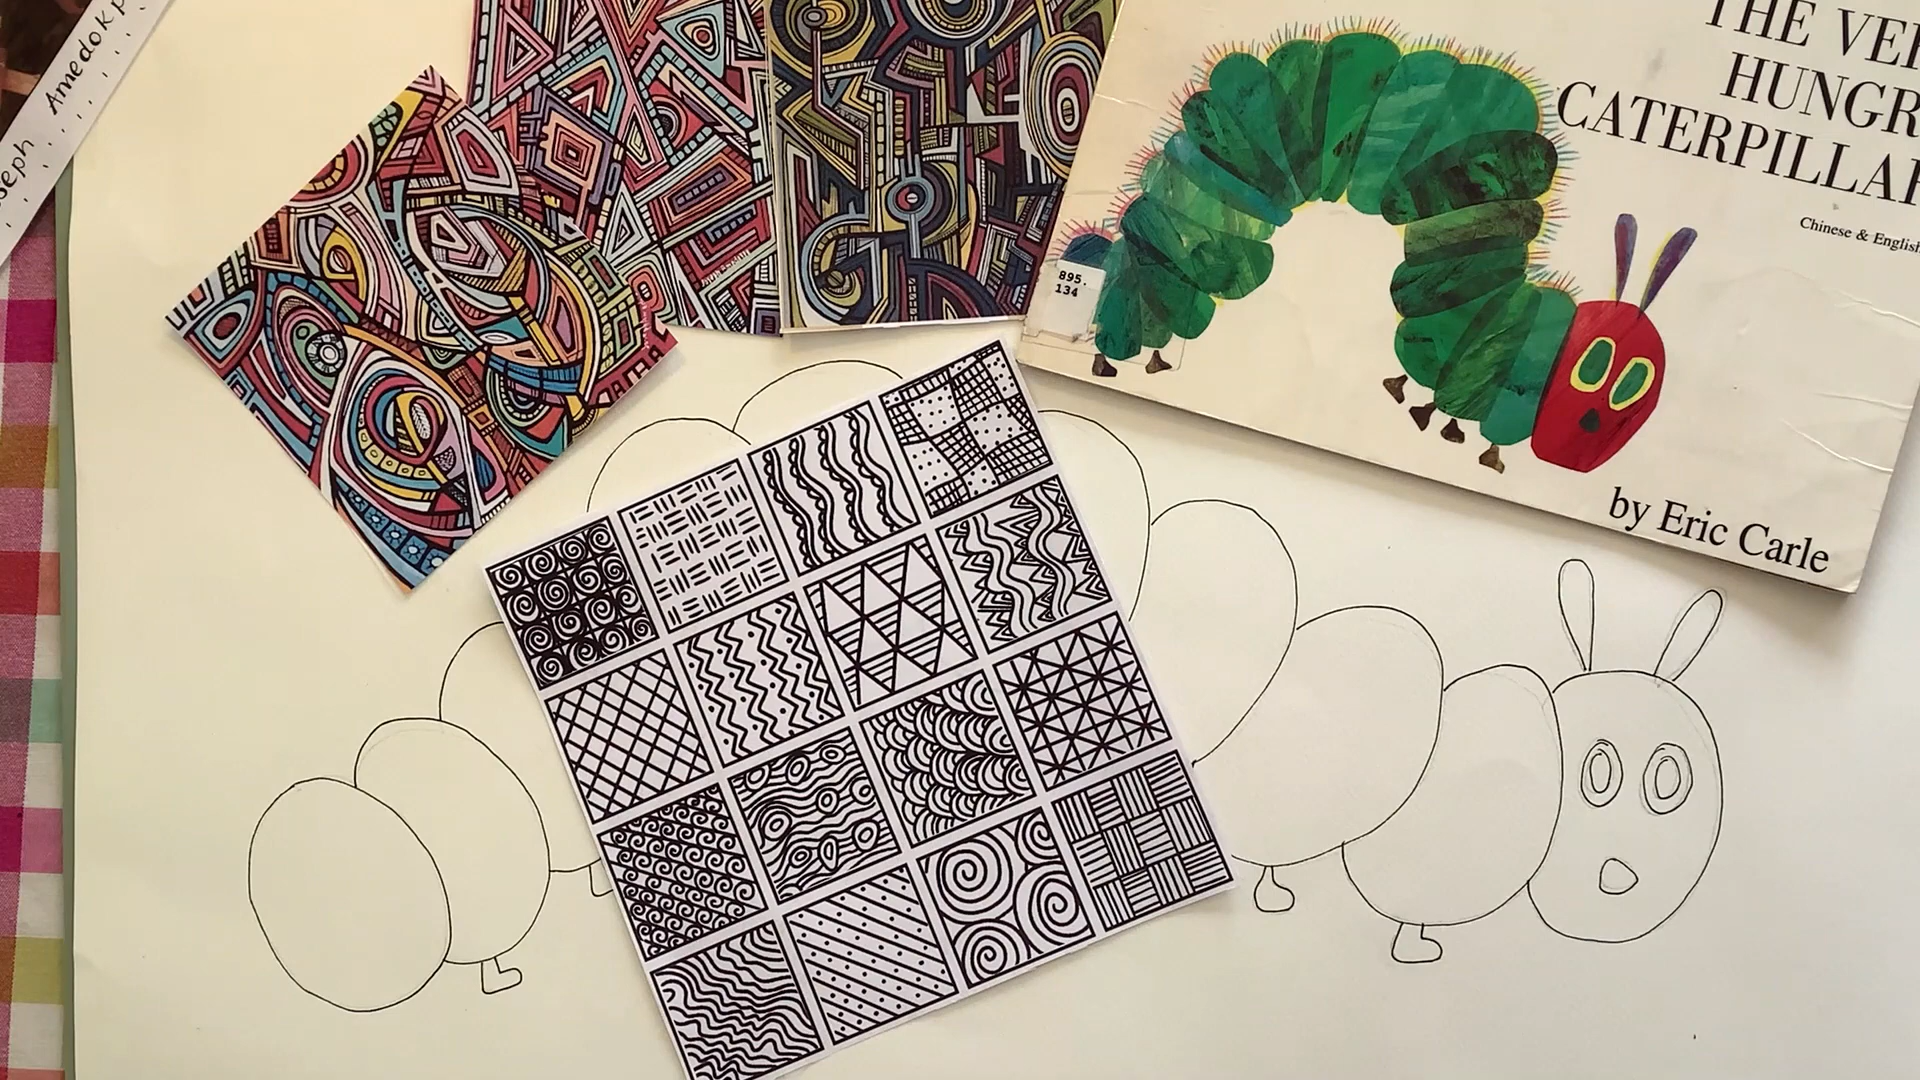 seph Amedokp
THE VE
HUNGR
CATERPILLA
Chinese & English
895.
134
by Eric Carle